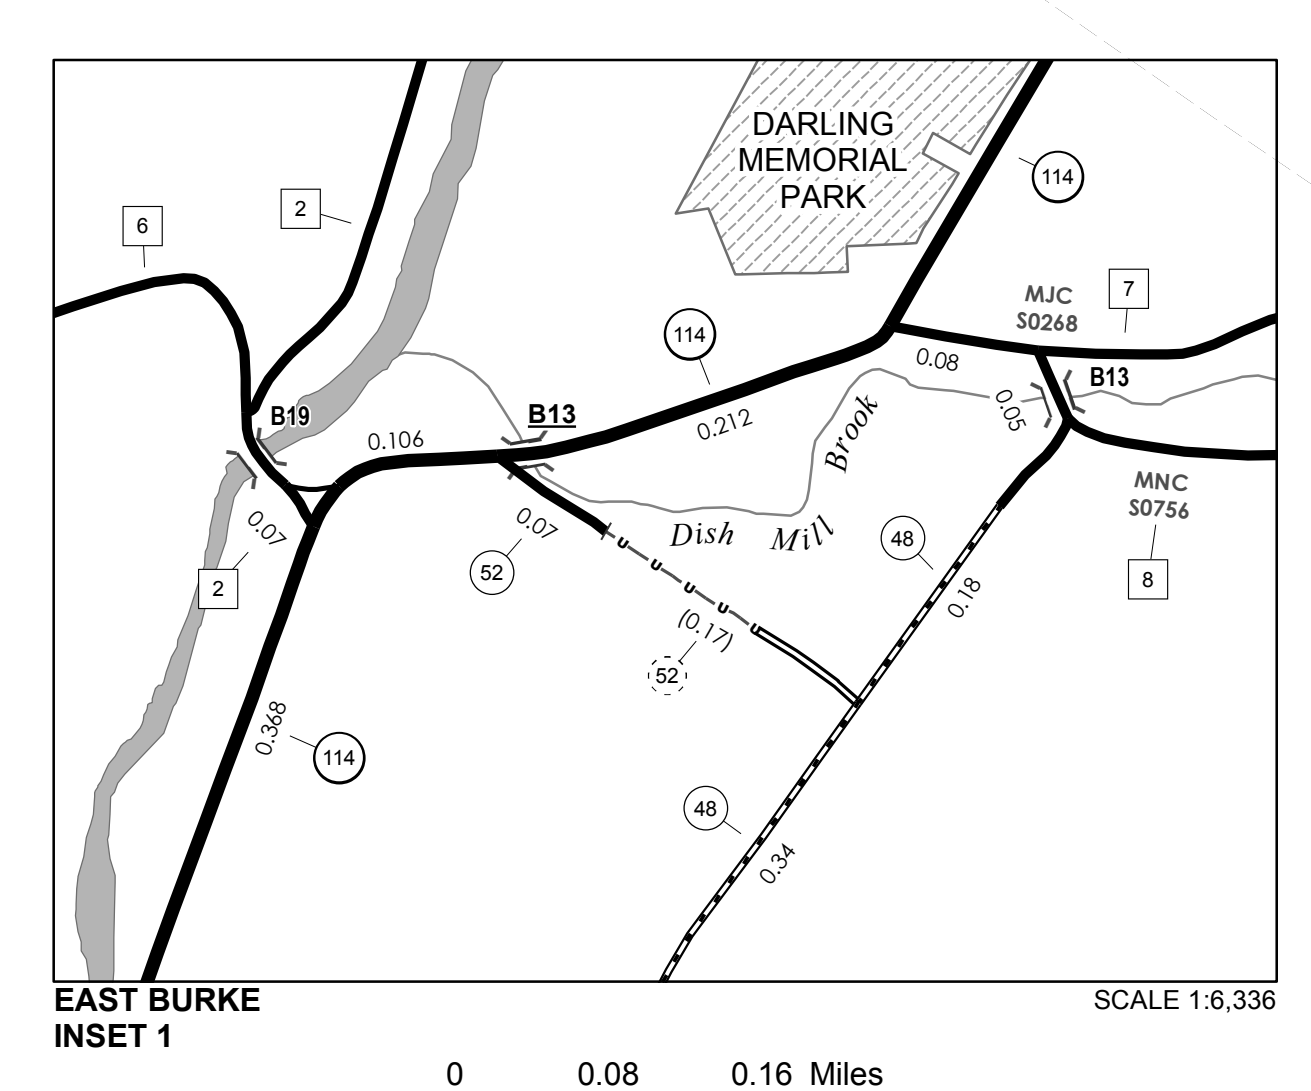 DARLING
MEMORIAL
PARK
114
2
6
7
MJC
S0268
114
0.08
B13
0.05
B19
B13
0.106
0.212
Brook
MNC
S0756
0.07
0.07
Dish Mill
48
52
8
2
0.18
(0.17)
52
0.368
114
48
0.34
EAST BURKE
INSET 1
SCALE 1:6,336
0 0.08 0.16 Miles